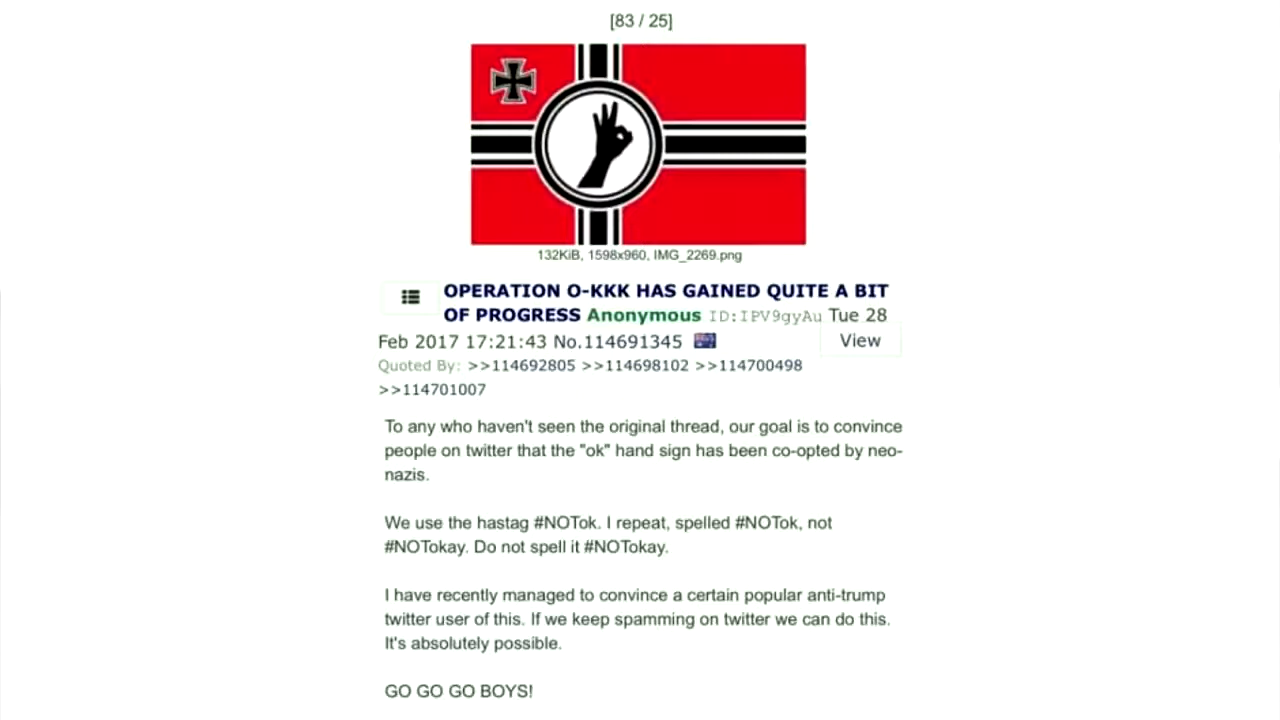 [83 / 25]
132KiB, 1598x960, IMG_2269.png
OPERATION O-KKK HAS GAINED QUITE A BIT
OF PROGRESS Anonymous ID:IPV9gyAu Tue 28
Feb 2017 17:21:43 No.114691345 View
Quoted By: >>114692805 >>114698102 >>114700498
>>114701007
To any who haven't seen the original thread, our goal is to convince
people on twitter that the "ok" hand sign has been co-opted by neo-
nazis.
We use the hastag #NOTok. I repeat, spelled #NOTok, not
#NOTokay. Do not spell it #NOTokay.
I have recently managed to convince a certain popular anti-trump
twitter user of this. If we keep spamming on twitter we can do this.
It's absolutely possible.
GO GO GO BOYS!